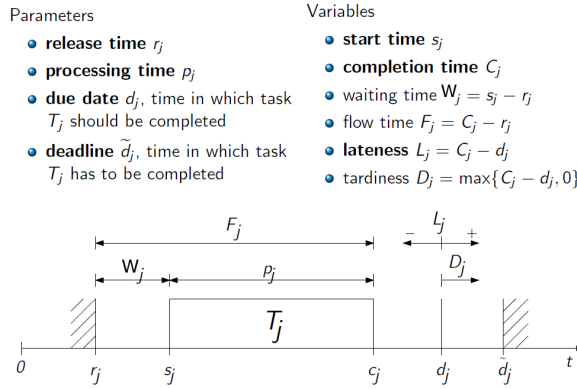 Parameters
release time r_j
processing time p_j
due date d_j, time in which task
T_j should be completed
deadline d̃_j, time in which task
T_j has to be completed
Variables
start time s_j
completion time C_j
waiting time W_j = s_j − r_j
flow time F_j = C_j − r_j
lateness L_j = C_j − d_j
tardiness D_j = max{C_j − d_j, 0}
F_j
− L_j +
W_j p_j D_j
T_j
0 r_j s_j c_j d_j d̃_j t